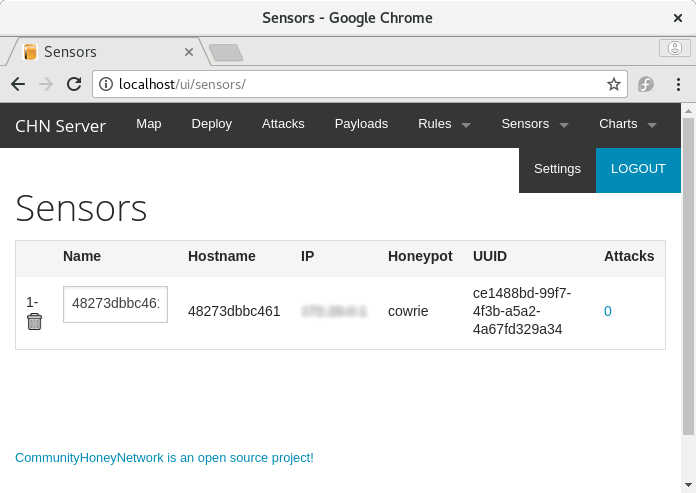 Sensors - Google Chrome
Sensors
localhost/ui/sensors/
CHN Server Map Deploy Attacks Payloads Rules Sensors Charts
Settings LOGOUT
Sensors
Name Hostname IP Honeypot UUID Attacks
1-
48273dbbc461 48273dbbc461 cowrie ce1488bd-99f7-
4f3b-a5a2-
4a67fd329a34 0
CommunityHoneyNetwork is an open source project!